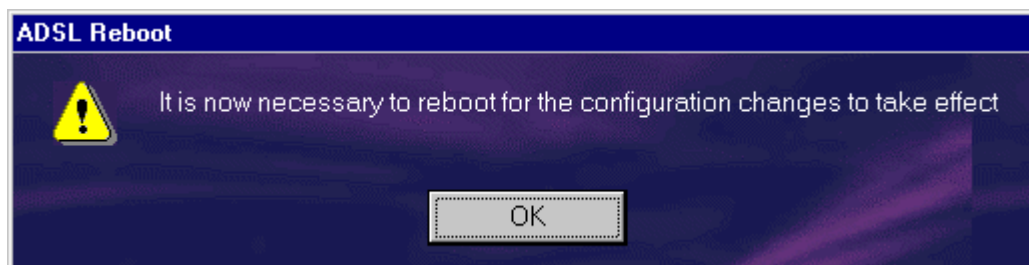 ADSL Reboot
It is now necessary to reboot for the configuration changes to take effect
OK